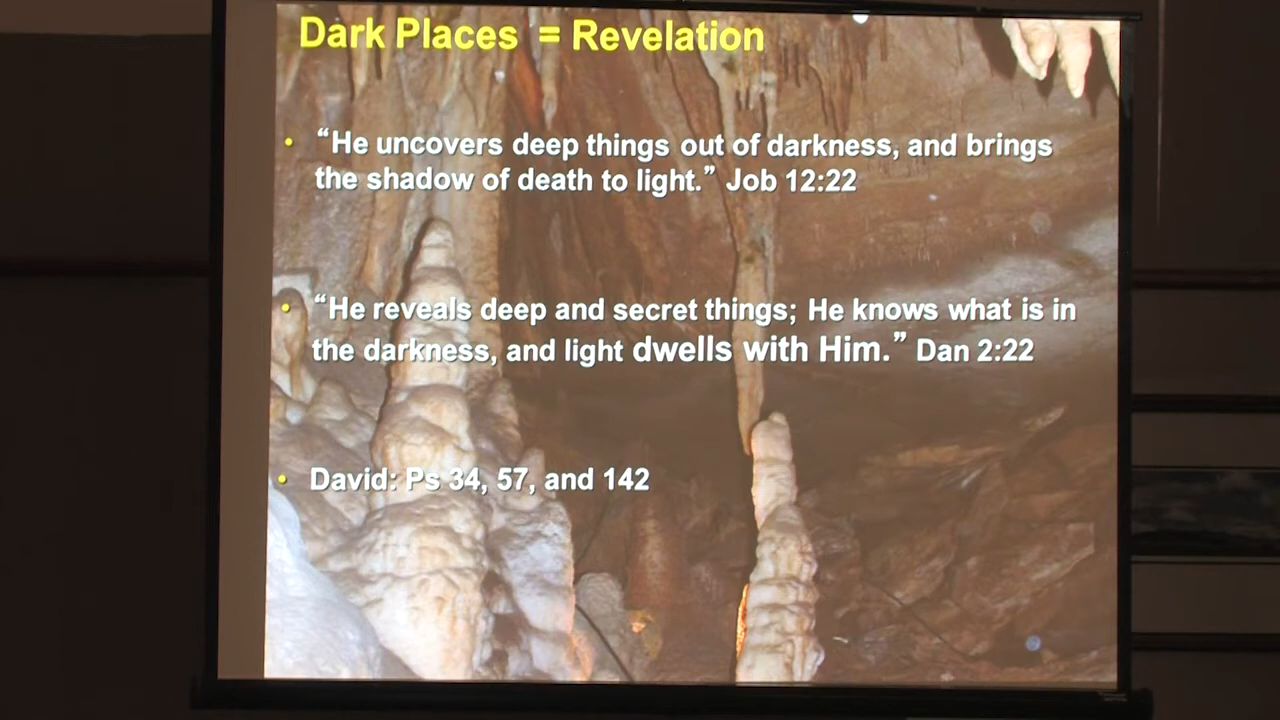 Dark Places = Revelation
• “He uncovers deep things out of darkness, and brings
the shadow of death to light.” Job 12:22
• “He reveals deep and secret things; He knows what is in
the darkness, and light dwells with Him.” Dan 2:22
• David: Ps 34, 57, and 142